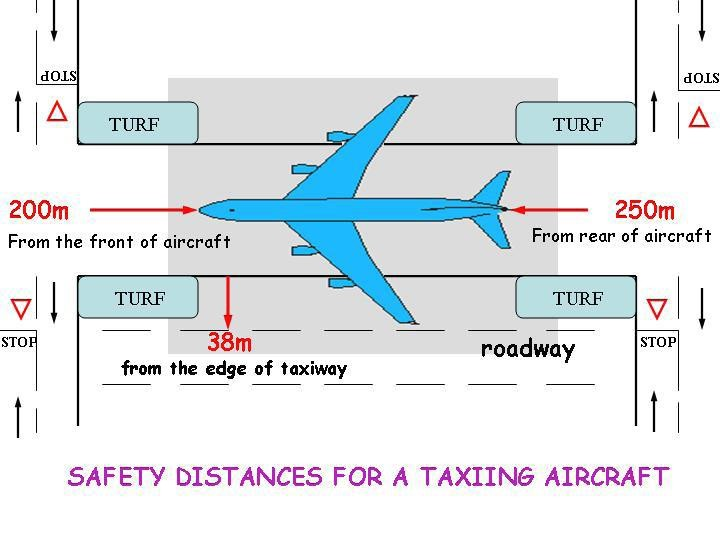 STOP
STOP
TURF
TURF
200m
250m
From the front of aircraft
From rear of aircraft
TURF
TURF
STOP
38m
roadway
STOP
from the edge of taxiway
SAFETY DISTANCES FOR A TAXIING AIRCRAFT